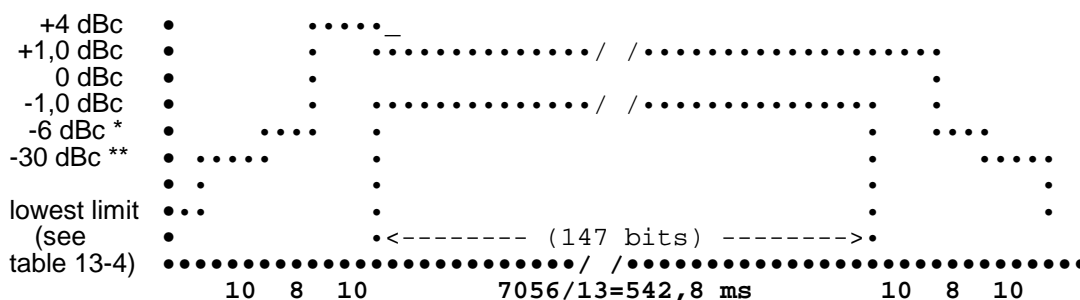 +4 dBc
+1,0 dBc
0 dBc
-1,0 dBc
-6 dBc *
-30 dBc **
lowest limit
(see
table 13-4)
<-------- (147 bits) -------->
10 8 10 7056/13=542,8 ms 10 8 10